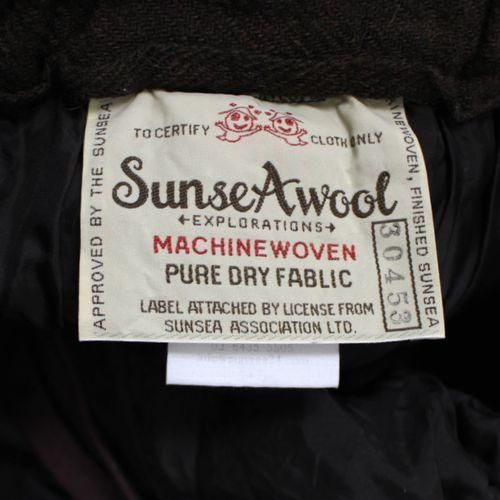 TO CERTIFY CLOTH ONLY
SunseAwool
EXPLORATIONS
MACHINEWOVEN
PURE DRY FABLIC
LABEL ATTACHED BY LICENSE FROM
SUNSEA ASSOCIATION LTD.
30453
APPROVED BY THE SUNSEA
NEWOVEN, FINISHED SUNSEA